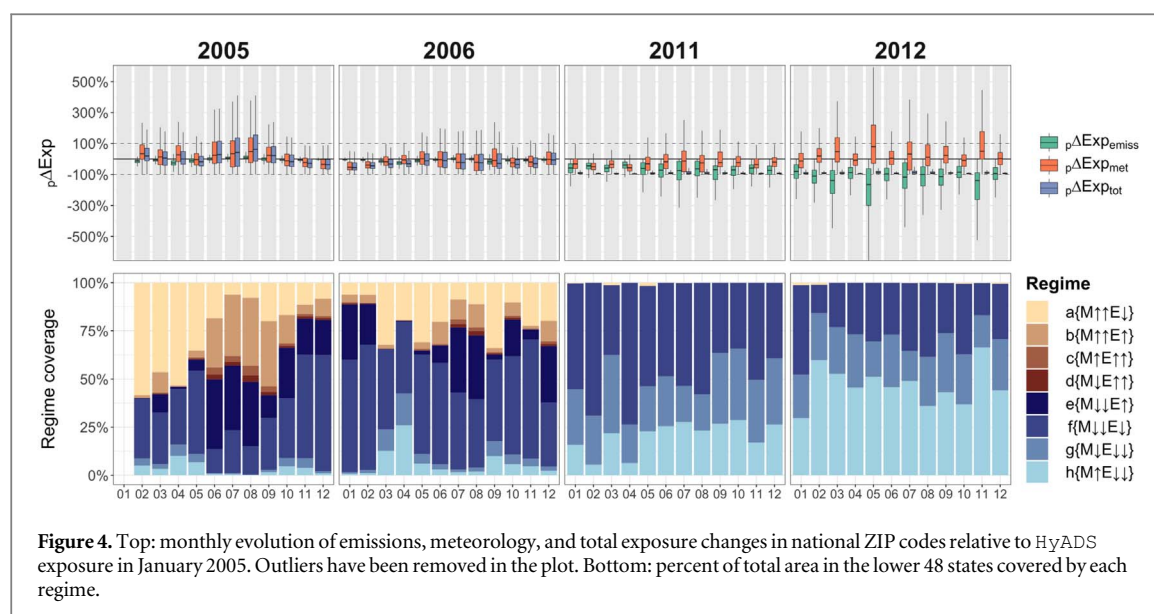 2005 2006 2011 2012
500%
300%
100%
-100%
-300%
-500%
pΔExp
pΔExpemiss
pΔExpmet
pΔExptot
100%
75%
50%
25%
0%
Regime coverage
01 02 03 04 05 06 07 08 09 10 11 12 01 02 03 04 05 06 07 08 09 10 11 12 01 02 03 04 05 06 07 08 09 10 11 12 01 02 03 04 05 06 07 08 09 10 11 12
Regime
a{M↑↑E↓}
b{M↑↑E↑}
c{M↑E↑↑}
d{M↓E↑↑}
e{M↓↓E↑}
f{M↓↓E↓}
g{M↓E↓↓}
h{M↑E↓↓}
Figure 4. Top: monthly evolution of emissions, meteorology, and total exposure changes in national ZIP codes relative to HyADS
exposure in January 2005. Outliers have been removed in the plot. Bottom: percent of total area in the lower 48 states covered by each
regime.